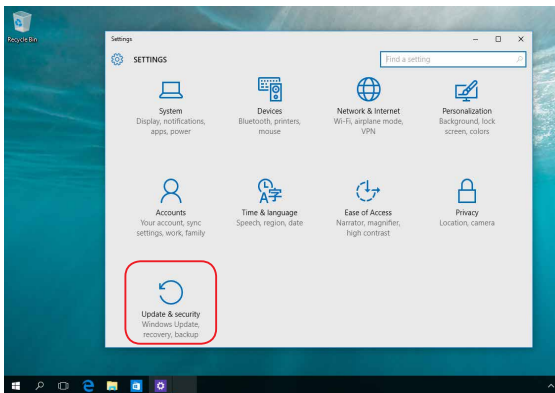 Recycle Bin
Settings
SETTINGS
Find a setting
System
Display, notifications,
apps, power
Devices
Bluetooth, printers,
mouse
Network & Internet
Wi-Fi, airplane mode,
VPN
Personalization
Background, lock
screen, colors
Accounts
Your account, sync
settings, work, family
Time & language
Speech, region, date
Ease of Access
Narrator, magnifier,
high contrast
Privacy
Location, camera
Update & security
Windows Update,
recovery, backup